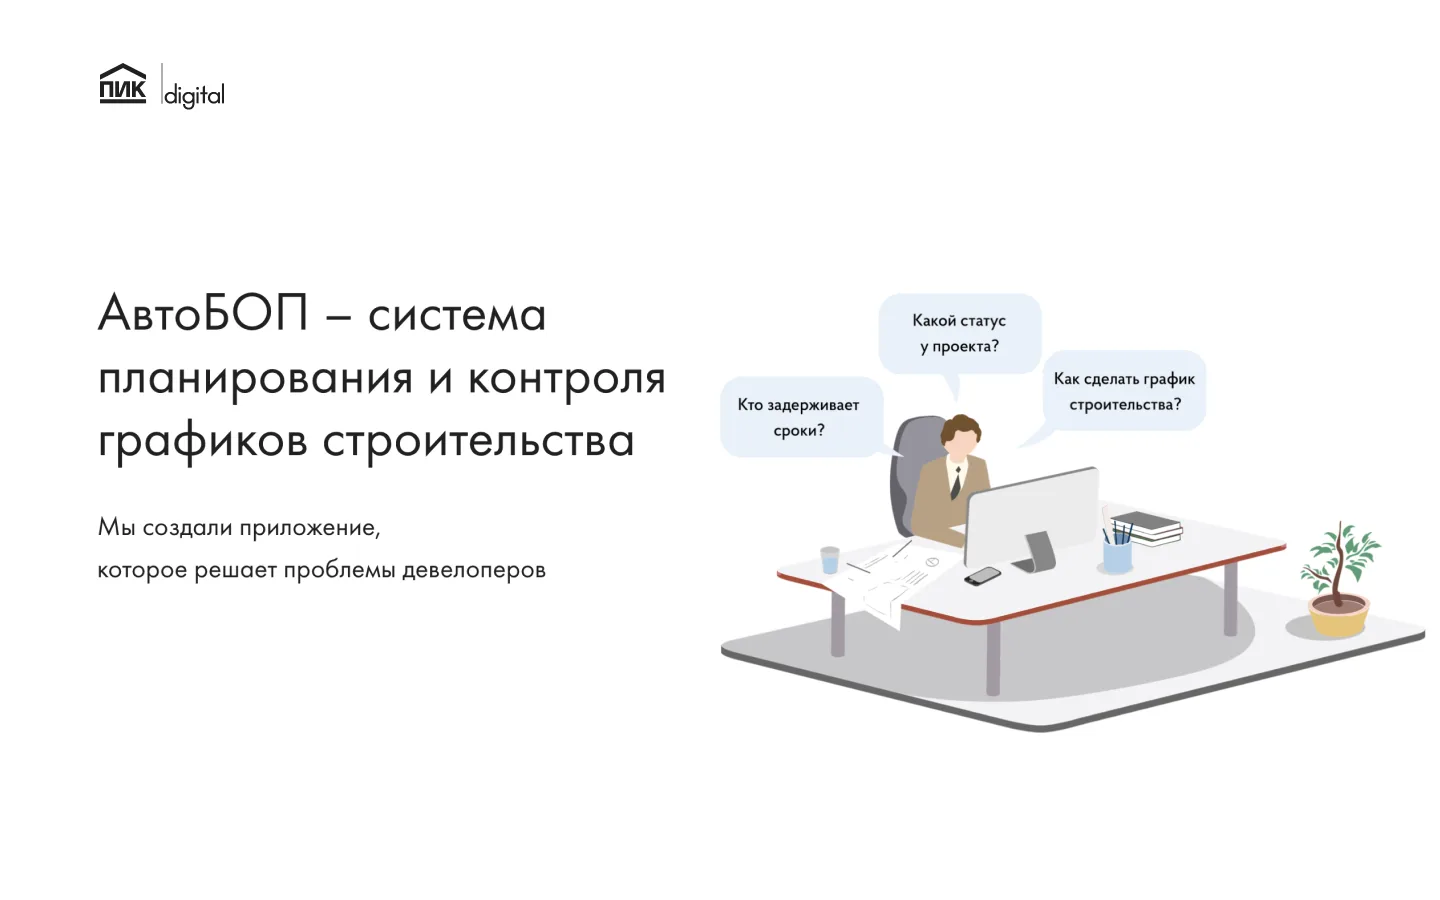 ПИК
digital
АвтоБОП – система
планирования и контроля
графиков строительства
Мы создали приложение,
которое решает проблемы девелоперов
Какой статус
у проекта?
Как сделать график
строительства?
Кто задерживает
сроки?